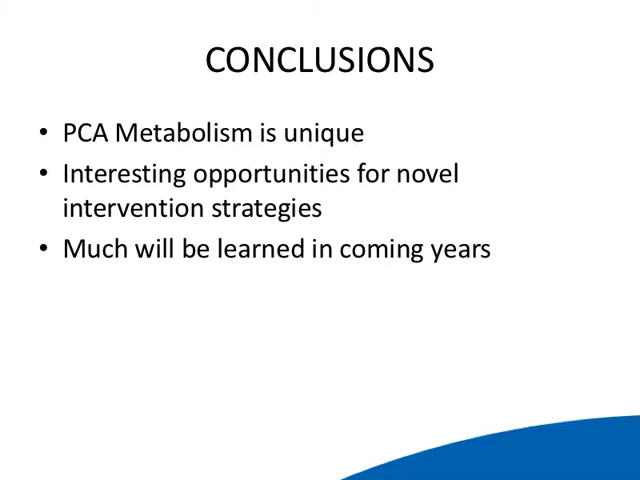 CONCLUSIONS
• PCA Metabolism is unique
• Interesting opportunities for novel
intervention strategies
• Much will be learned in coming years